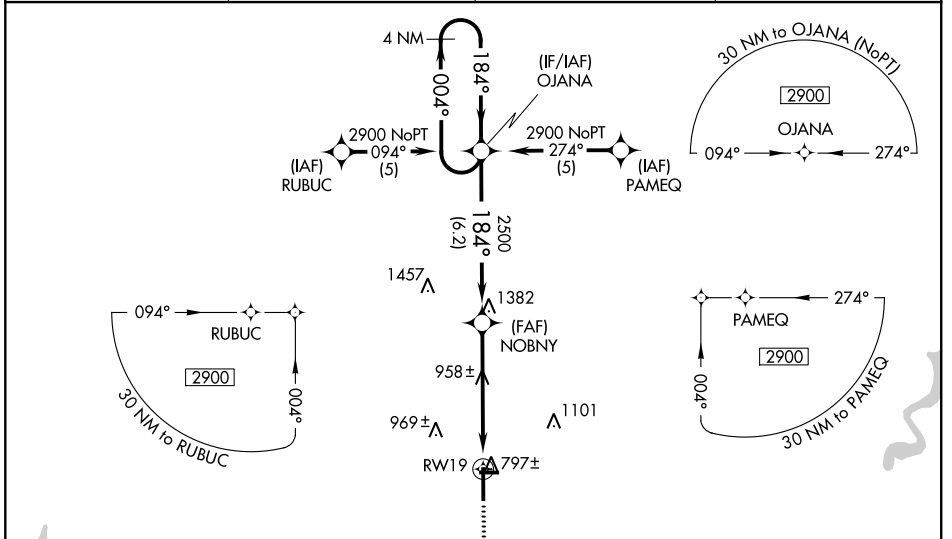 4 NM
184°
004°
(IF/IAF)
OJANA
2900 NoPT
094°
(5)
(IAF)
RUBUC
2900 NoPT
274°
(5)
(IAF)
PAMEQ
30 NM to OJANA (NoPT)
2900
OJANA
094°
274°
2500
184°
(6.2)
1457
1382
(FAF)
NOBNY
958±
969±
1101
RW19
797±
094°
RUBUC
2900
004°
30 NM to RUBUC
274°
PAMEQ
2900
004°
30 NM to PAMEQ